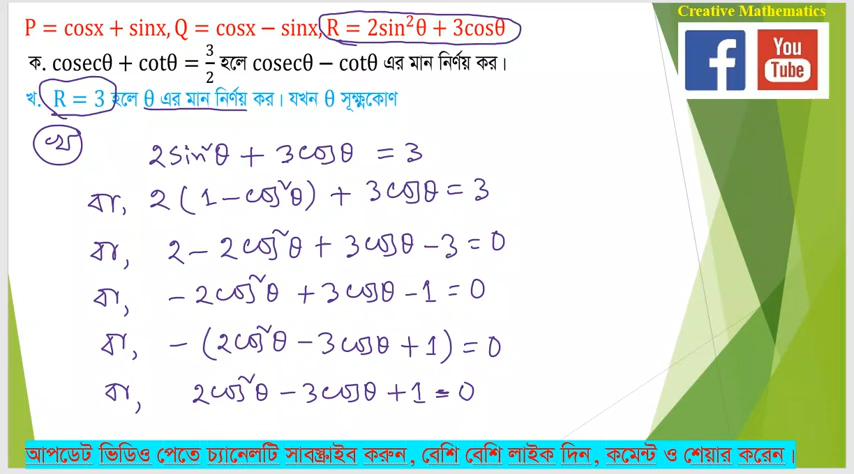 Creative Mathematics
P = cosx + sinx, Q = cosx − sinx, R = 2sin²θ + 3cosθ
You
Tube
ক. cosecθ + cotθ = 3/2 হলে cosecθ − cotθ এর মান নির্ণয় কর।
খ. R = 3 হলে θ এর মান নির্ণয় কর। যখন θ সূক্ষ্মকোণ
খ
2sin²θ + 3cosθ = 3
বা, 2(1 − cos²θ) + 3cosθ = 3
বা, 2 − 2cos²θ + 3cosθ − 3 = 0
বা, − 2cos²θ + 3cosθ − 1 = 0
বা, − (2cos²θ − 3cosθ + 1) = 0
বা, 2cos²θ − 3cosθ + 1 = 0
আপডেট ভিডিও পেতে চ্যানেলটি সাবস্ক্রাইব করুন, বেশি বেশি লাইক দিন, কমেন্ট ও শেয়ার করেন।